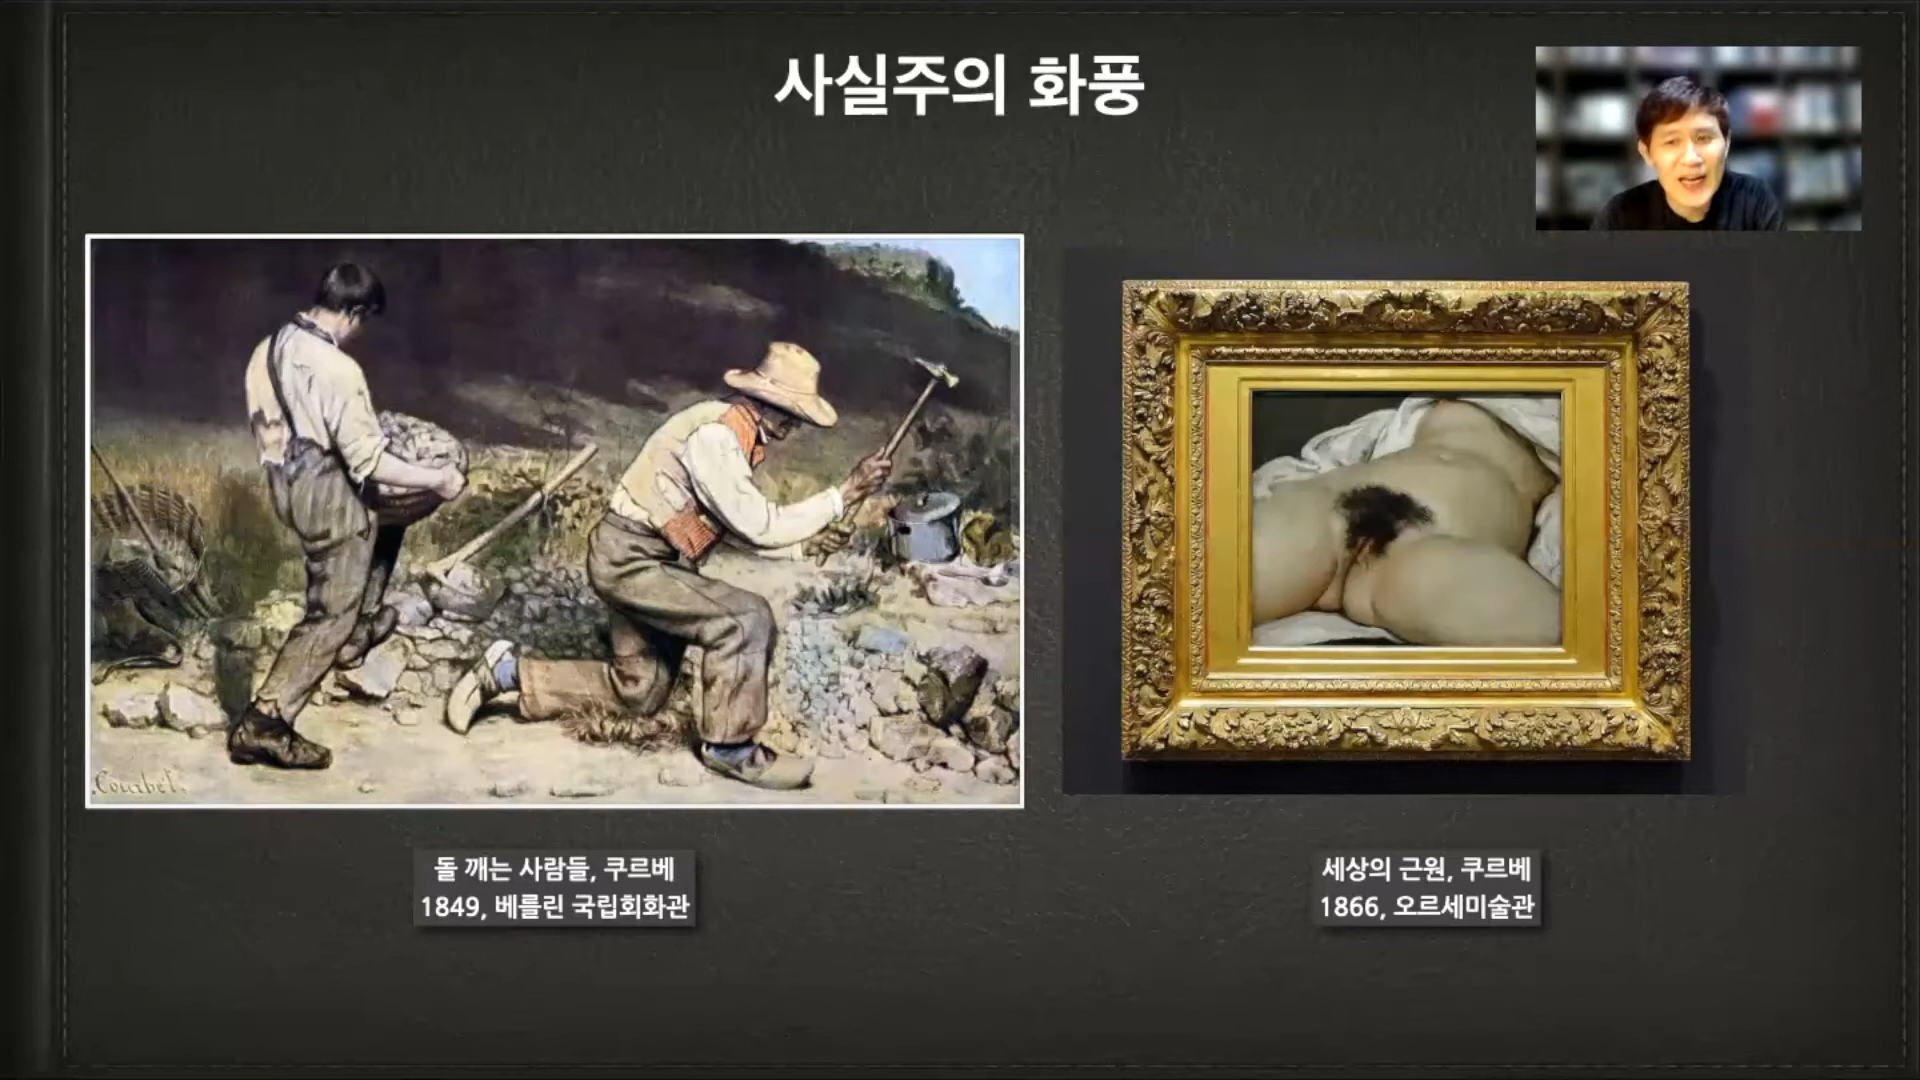 사실주의 화풍
Courbet.
돌 깨는 사람들, 쿠르베
1849, 베를린 국립회화관
세상의 근원, 쿠르베
1866, 오르세미술관